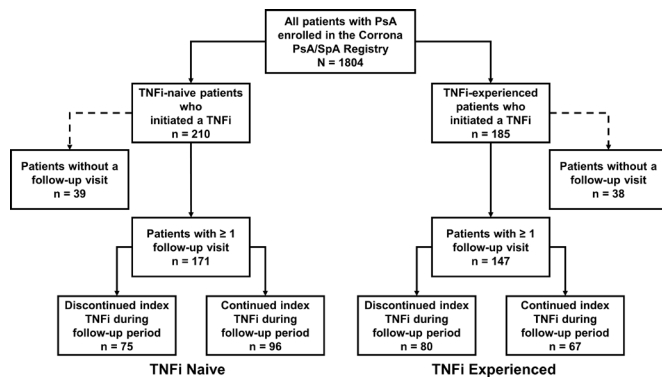 All patients with PsA
enrolled in the Corrona
PsA/SpA Registry
N = 1804
TNFi-naive patients
who
initiated a TNFi
n = 210
TNFi-experienced
patients who
initiated a TNFi
n = 185
Patients without a
follow-up visit
n = 39
Patients without a
follow-up visit
n = 38
Patients with ≥ 1
follow-up visit
n = 171
Patients with ≥ 1
follow-up visit
n = 147
Discontinued index
TNFi during
follow-up period
n = 75
Continued index
TNFi during
follow-up period
n = 96
Discontinued index
TNFi during
follow-up period
n = 80
Continued index
TNFi during
follow-up period
n = 67
TNFi Naive
TNFi Experienced